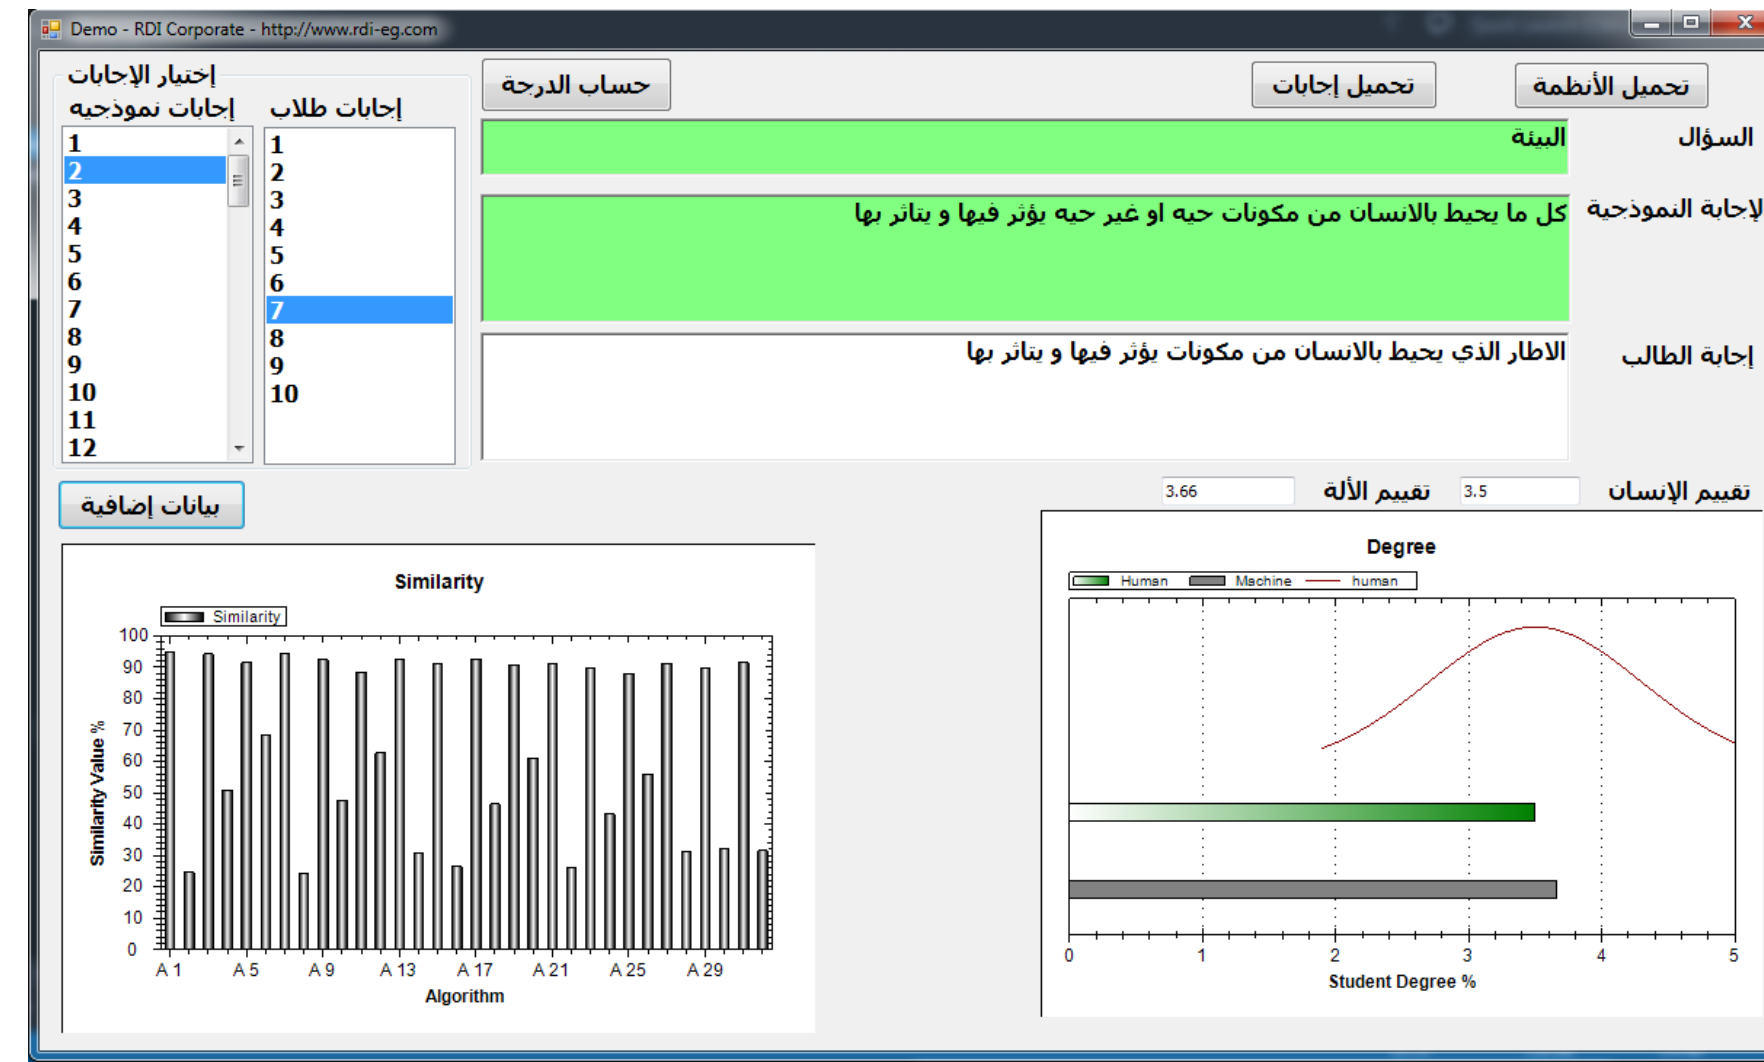 Demo - RDI Corporate - http://www.rdi-eg.com
تحميل الأنظمة
تحميل إجابات
حساب الدرجة
إختيار الإجابات
إجابات طلاب
إجابات نموذجيه
1
2
3
4
5
6
7
8
9
10
11
12
1
2
3
4
5
6
7
8
9
10
السؤال
البيئة
لإجابة النموذجية
كل ما يحيط بالانسان من مكونات حيه او غير حيه يؤثر فيها و يتاثر بها
إجابة الطالب
الاطار الذي يحيط بالانسان من مكونات يؤثر فيها و يتاثر بها
تقييم الإنسان 3.5 تقييم الألة 3.66
بيانات إضافية
Similarity
Similarity
100
90
80
70
60
50
40
30
20
10
0
Similarity Value %
A 1 A 5 A 9 A 13 A 17 A 21 A 25 A 29
Algorithm
Degree
Human Machine human
0 1 2 3 4 5
Student Degree %